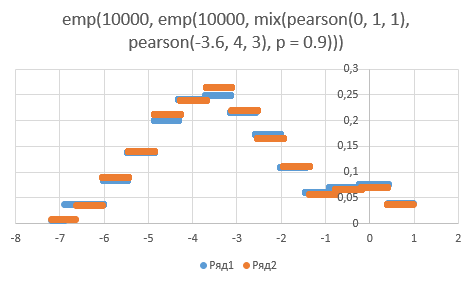 emp(10000, emp(10000, mix(pearson(0, 1, 1),
pearson(-3.6, 4, 3), p = 0.9)))
0,3
0,25
0,2
0,15
0,1
0,05
0
-8 -7 -6 -5 -4 -3 -2 -1 0 1 2
Ряд1 Ряд2